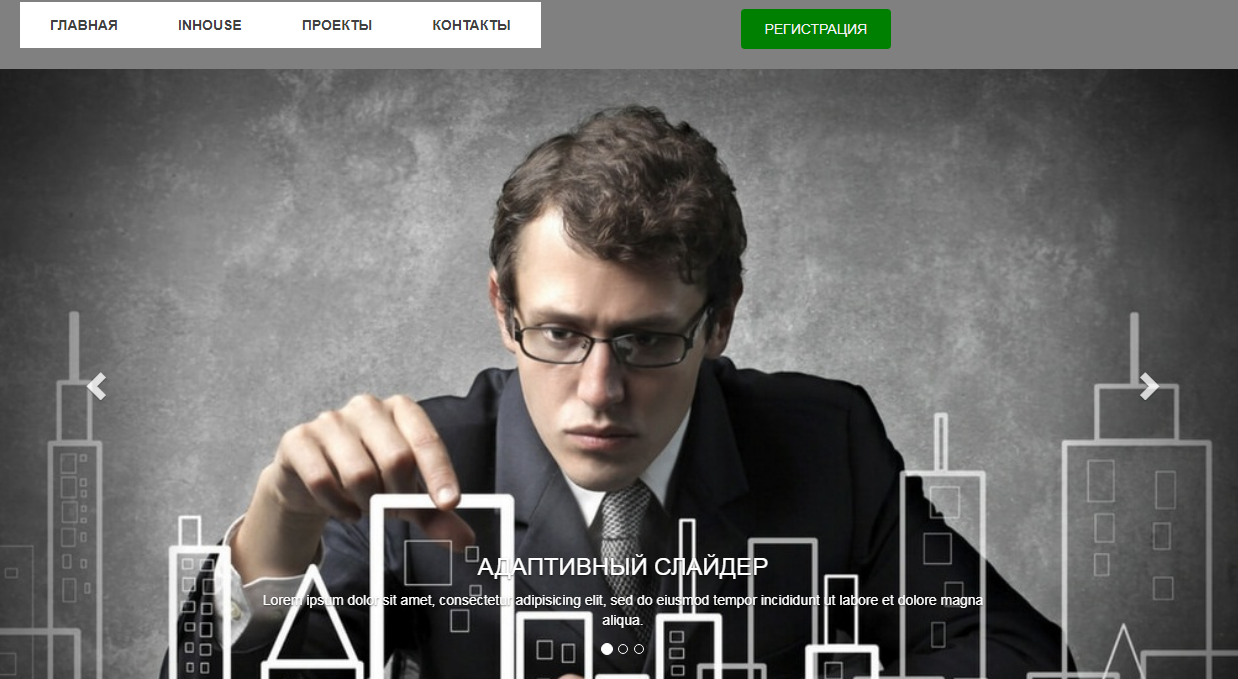 ГЛАВНАЯ INHOUSE ПРОЕКТЫ КОНТАКТЫ РЕГИСТРАЦИЯ
АДАПТИВНЫЙ СЛАЙДЕР
Lorem ipsum dolor sit amet, consectetur adipisicing elit, sed do eiusmod tempor incididunt ut labore et dolore magna
aliqua.